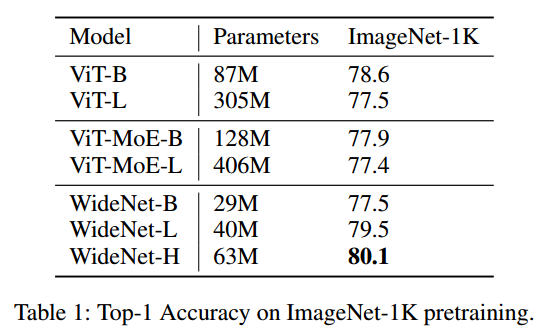 Model Parameters ImageNet-1K
ViT-B 87M 78.6
ViT-L 305M 77.5
ViT-MoE-B 128M 77.9
ViT-MoE-L 406M 77.4
WideNet-B 29M 77.5
WideNet-L 40M 79.5
WideNet-H 63M 80.1
Table 1: Top-1 Accuracy on ImageNet-1K pretraining.